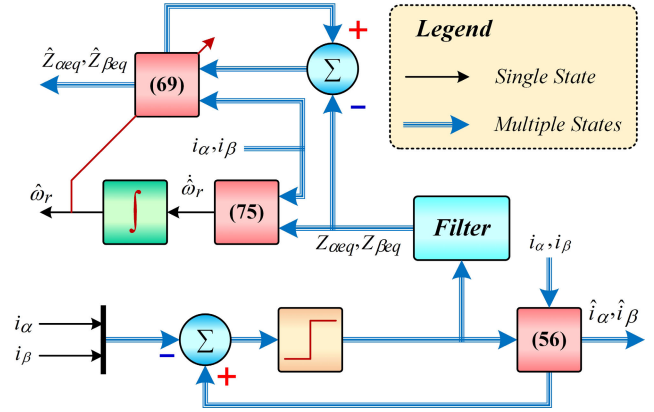 Ẑαeq,Ẑβeq
(69)
+
Σ
−
Legend
Single State
Multiple States
iα,iβ
ω̂r
∫
ω̂̇r
(75)
Zαeq,Zβeq
Filter
iα,iβ
iα
iβ
−
Σ
+
(56)
îα,îβ